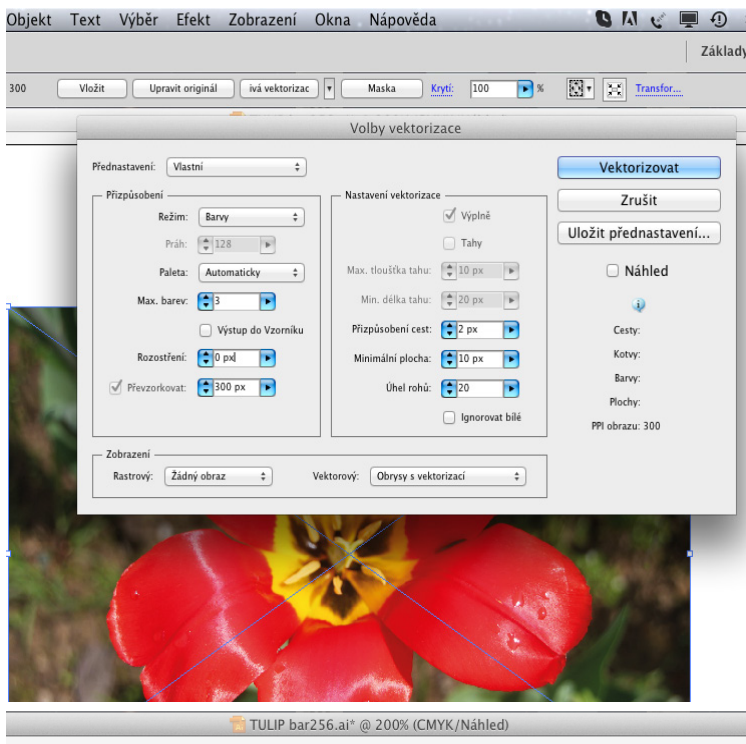 Objekt Text Výběr Efekt Zobrazení Okna Nápověda
Základy
300 Vložit Upravit originál ivá vektorizac Maska Krytí: 100 % Transfor...
Volby vektorizace
Přednastavení: Vlastní
Vektorizovat
Zrušit
Uložit přednastavení...
Náhled
Přizpůsobení
Režim: Barvy
Práh: 128
Paleta: Automaticky
Max. barev: 3
Výstup do Vzorníku
Rozostření: 0 px
Převzorkovat: 300 px
Nastavení vektorizace
Výplně
Tahy
Max. tloušťka tahu: 10 px
Min. délka tahu: 20 px
Přizpůsobení cest: 2 px
Minimální plocha: 10 px
Úhel rohů: 20
Ignorovat bílé
Cesty:
Kotvy:
Barvy:
Plochy:
PPI obrazu: 300
Zobrazení
Rastrový: Žádný obraz Vektorový: Obrysy s vektorizací
TULIP bar256.ai* @ 200% (CMYK/Náhled)